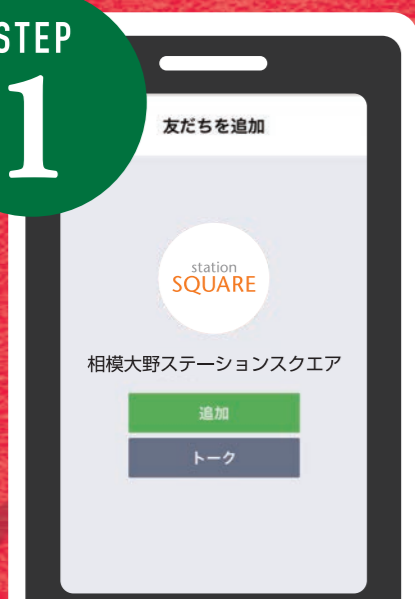 STEP
1
友だちを追加
station
SQUARE
相模大野ステーションスクエア
追加
トーク